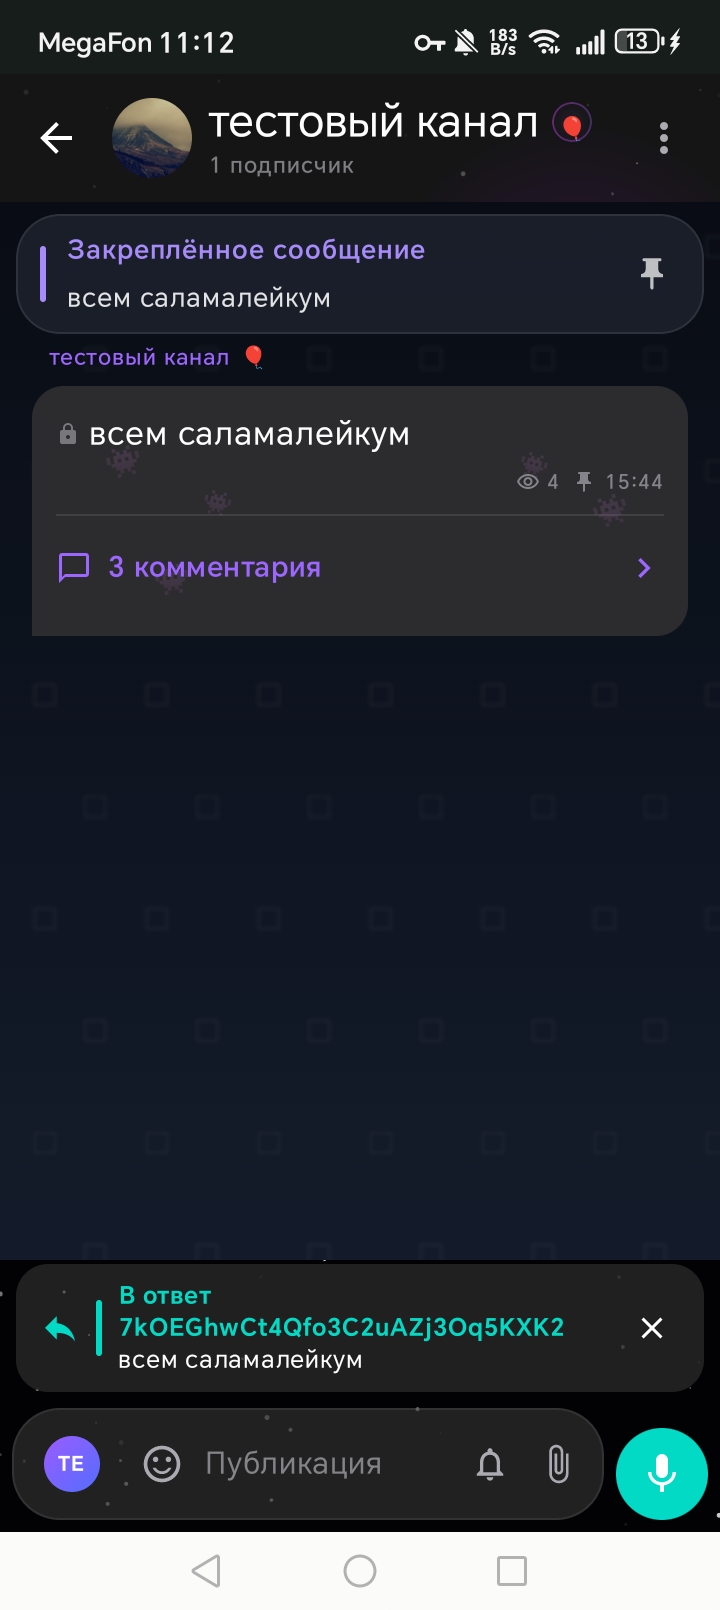 MegaFon 11:12
183 B/s
13
тестовый канал 🎈
1 подписчик
Закреплённое сообщение
всем саламалейкум
тестовый канал 🎈
всем саламалейкум
4 15:44
3 комментария
В ответ
7kOEGhwCt4Qfo3C2uAZj3Oq5KXK2
всем саламалейкум
TE
Публикация